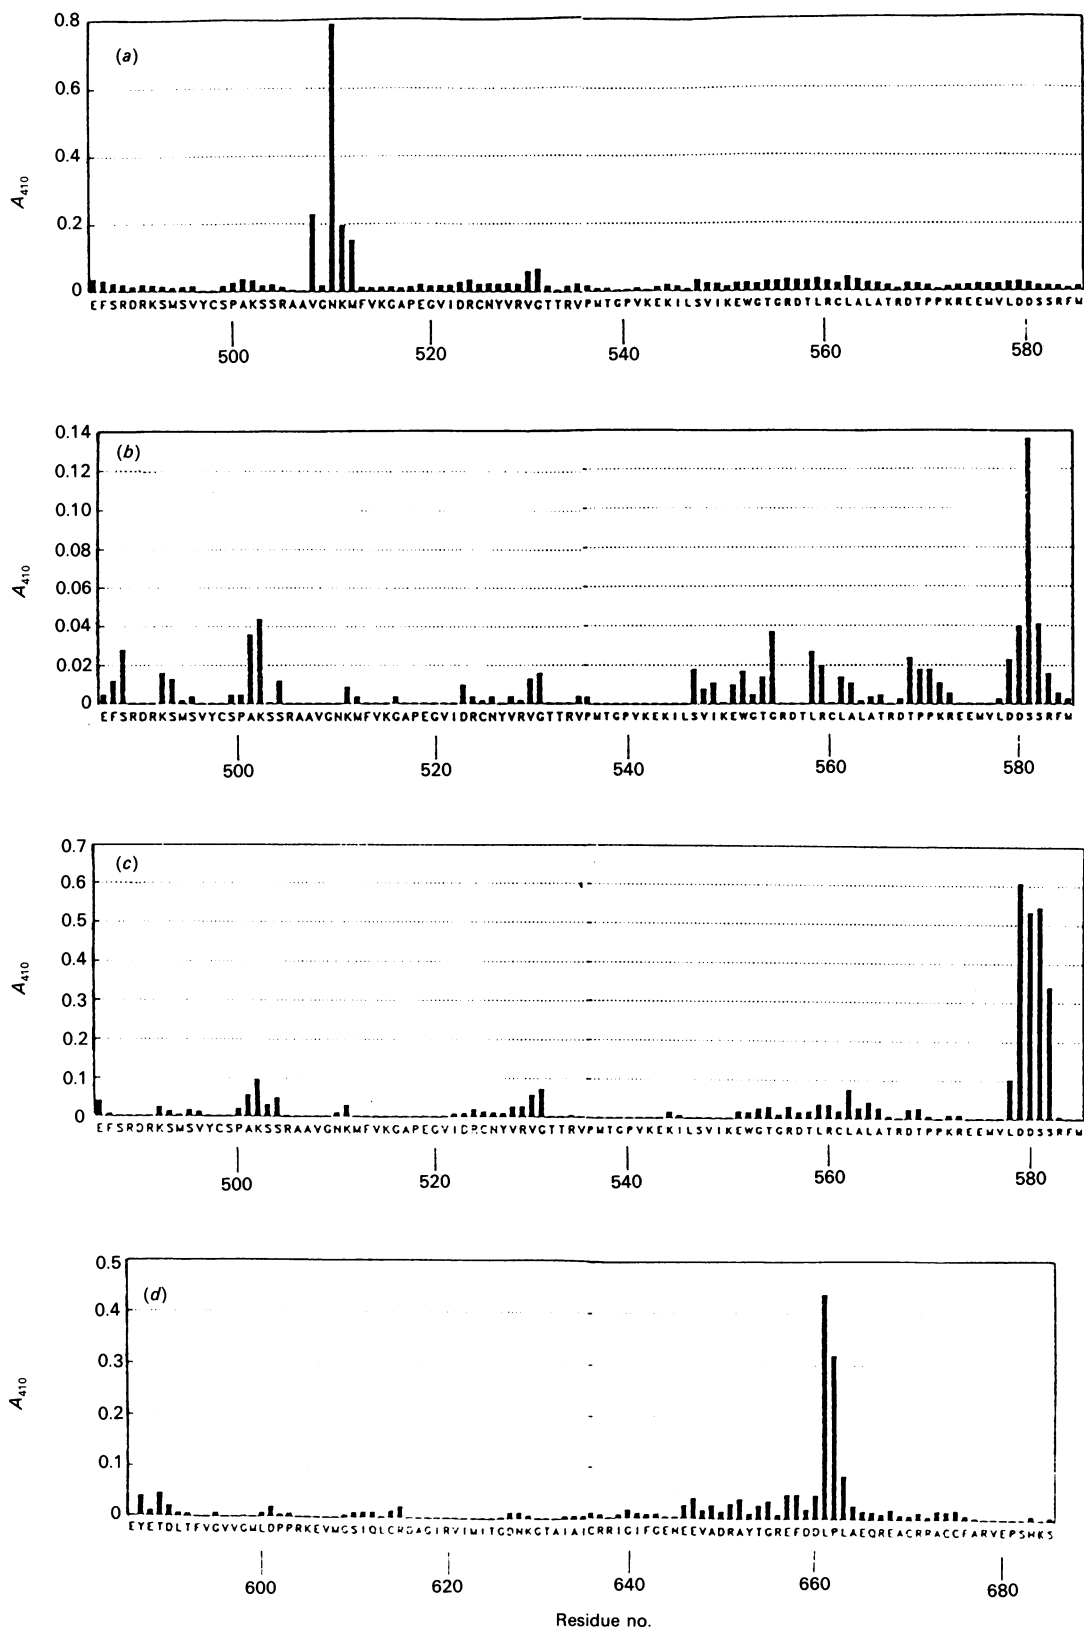 0.8
(a)
0.6
0.4
0.2
0
A410
EFSRDRKSMSVYCSPAKSSRAAVGNKMFVKGAPEGVIDRCNYVRVGTTRVPMTGPVKEKILSVIKEWGTGRDTLRCLALATRDTPPKREEMVLDDSSRFM
500 520 540 560 580
0.14
(b)
0.12
0.10
0.08
0.06
0.04
0.02
0
A410
EFSRDRKSMSVYCSPAKSSRAAVGNKMFVKGAPEGVIDRCNYVRVGTTRVPMTGPVKEKILSVIKEWGTGRDTLRCLALATRDTPPKREEMVLDDSSRFM
500 520 540 560 580
0.7
(c)
0.6
0.5
0.4
0.3
0.2
0.1
0
A410
EFSRDRKSMSVYCSPAKSSRAAVGNKMFVKGAPEGVIDRCNYVRVGTTRVPMTGPVKEKILSVIKEWGTGRDTLRCLALATRDTPPKREEMVLDDSSRFM
500 520 540 560 580
0.5
(d)
0.4
0.3
0.2
0.1
0
A410
EYETDLTFVGVVGMLDPPRKEVMGSIQLCRDAGIRVIMITGDNKGTAIAICRRIGIFGENEEVADRAYTGREFDDLPLAEQREACRRACCFARVEPSHKS
600 620 640 660 680
Residue no.